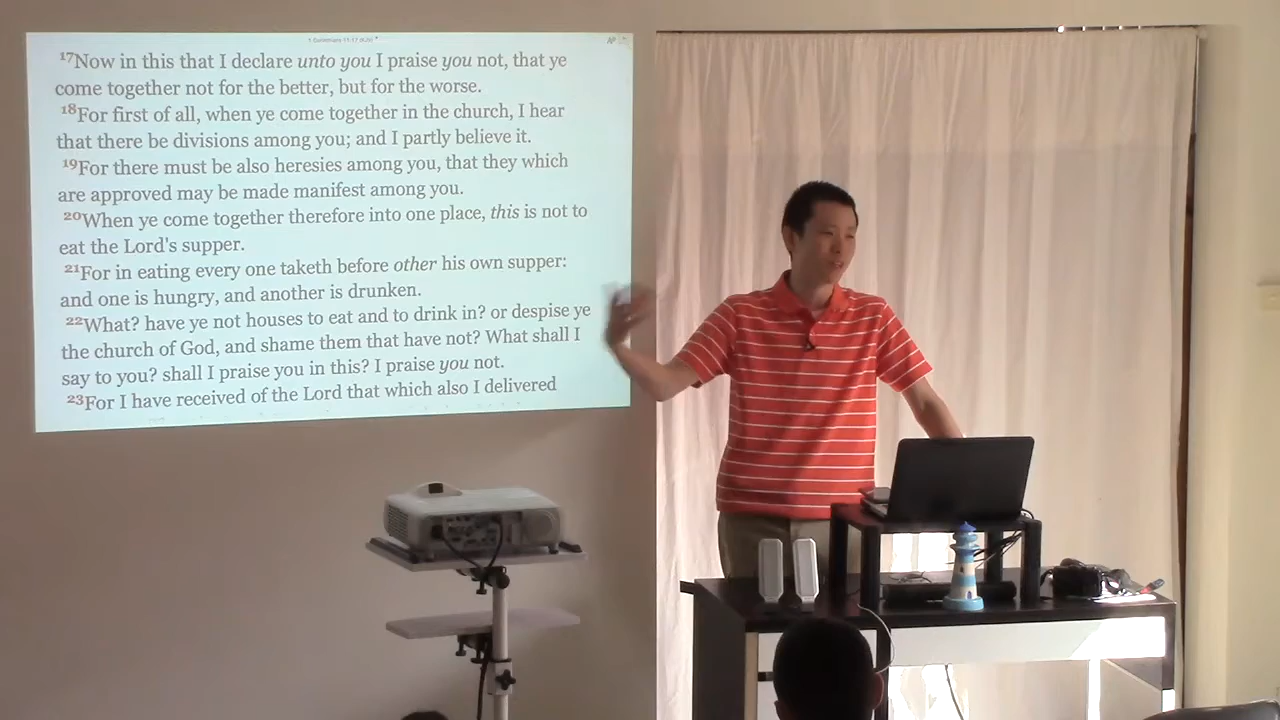 1 Corinthians 11:17 (KJV)
17Now in this that I declare unto you I praise you not, that ye
come together not for the better, but for the worse.
18For first of all, when ye come together in the church, I hear
that there be divisions among you; and I partly believe it.
19For there must be also heresies among you, that they which
are approved may be made manifest among you.
20When ye come together therefore into one place, this is not to
eat the Lord's supper.
21For in eating every one taketh before other his own supper:
and one is hungry, and another is drunken.
22What? have ye not houses to eat and to drink in? or despise ye
the church of God, and shame them that have not? What shall I
say to you? shall I praise you in this? I praise you not.
23For I have received of the Lord that which also I delivered